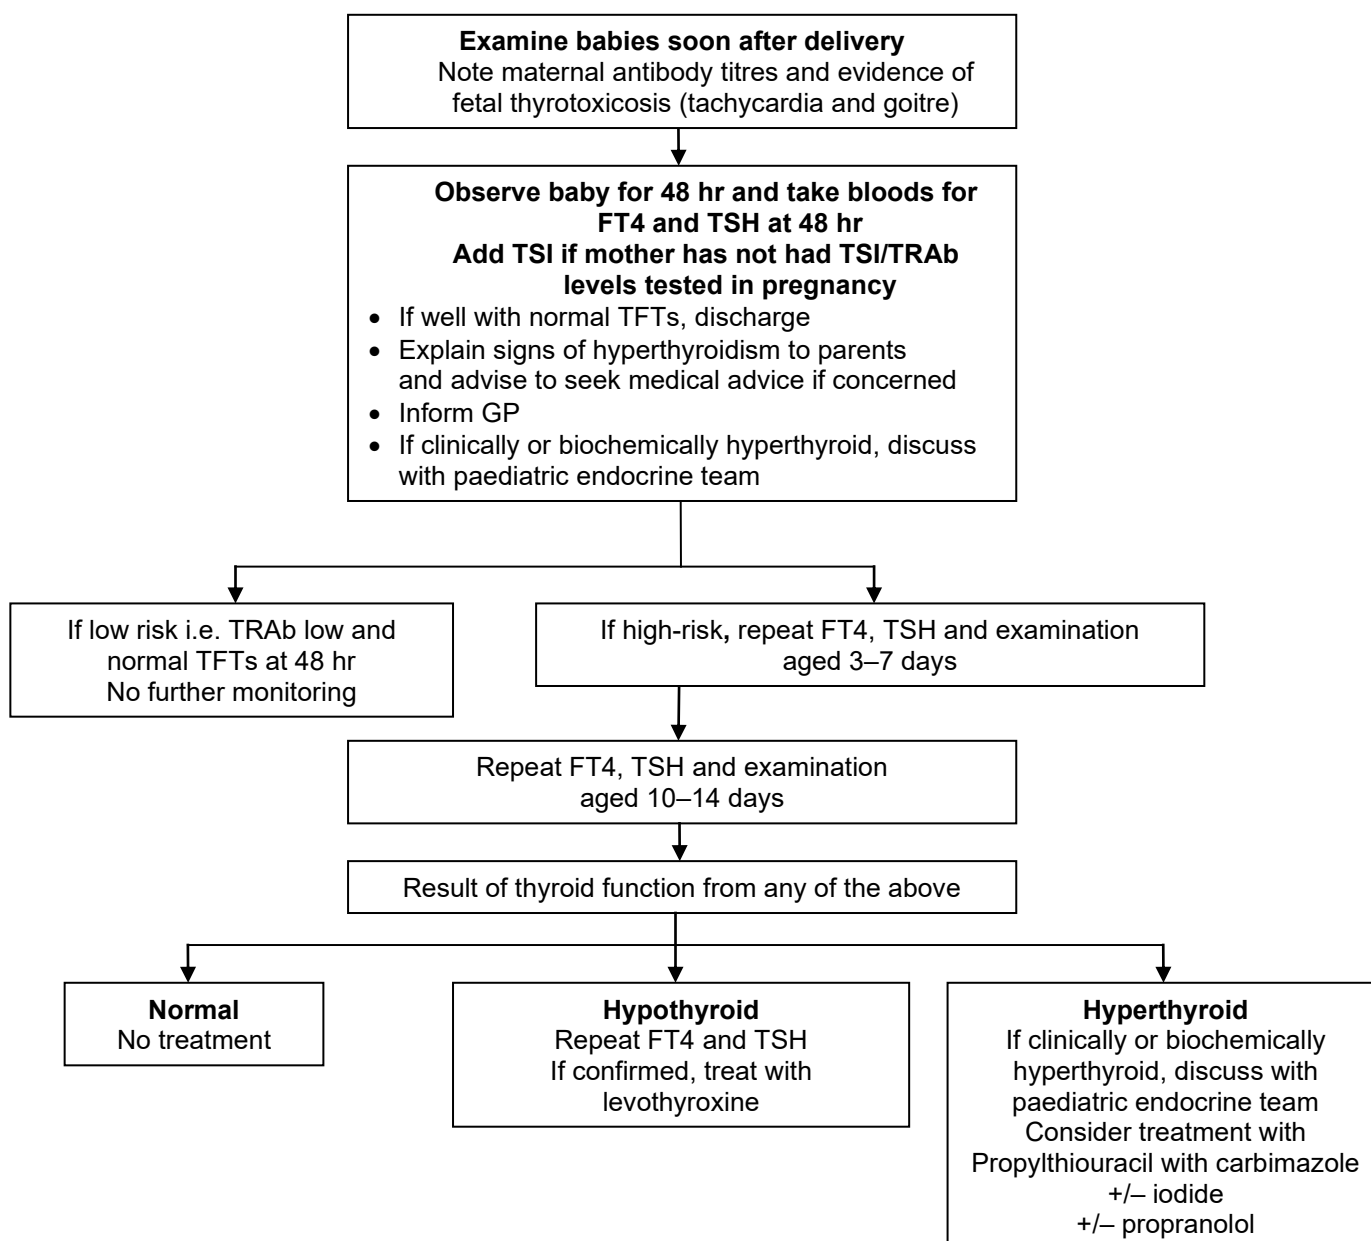 Examine babies soon after delivery
Note maternal antibody titres and evidence of
fetal thyrotoxicosis (tachycardia and goitre)
Observe baby for 48 hr and take bloods for
FT4 and TSH at 48 hr
Add TSI if mother has not had TSI/TRAb
levels tested in pregnancy
• If well with normal TFTs, discharge
• Explain signs of hyperthyroidism to parents
and advise to seek medical advice if concerned
• Inform GP
• If clinically or biochemically hyperthyroid, discuss
with paediatric endocrine team
If low risk i.e. TRAb low and
normal TFTs at 48 hr
No further monitoring
If high-risk, repeat FT4, TSH and examination
aged 3–7 days
Repeat FT4, TSH and examination
aged 10–14 days
Result of thyroid function from any of the above
Normal
No treatment
Hypothyroid
Repeat FT4 and TSH
If confirmed, treat with
levothyroxine
Hyperthyroid
If clinically or biochemically
hyperthyroid, discuss with
paediatric endocrine team
Consider treatment with
Propylthiouracil with carbimazole
+/– iodide
+/– propranolol